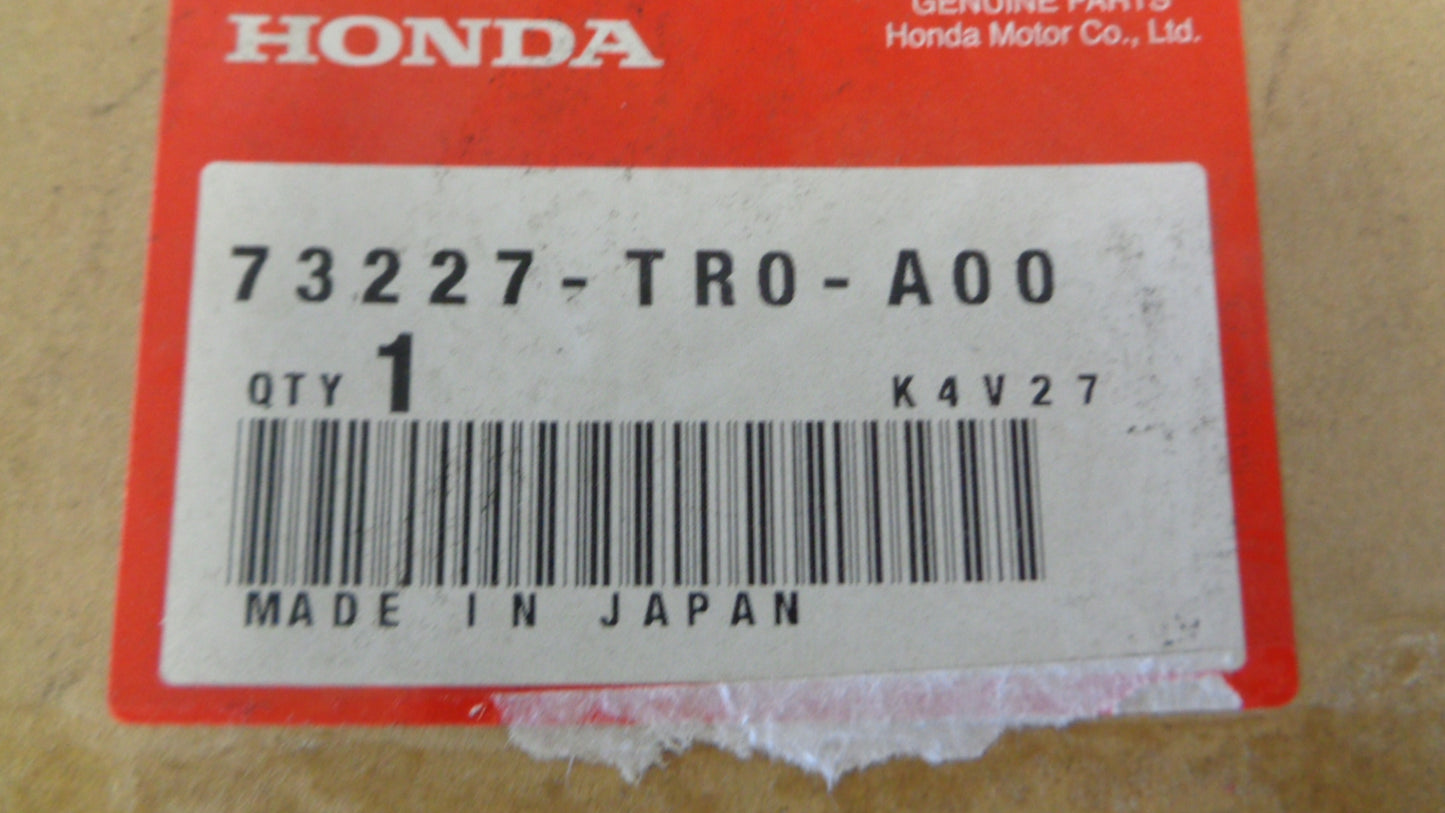 GENUINE PARTS
HONDA
Honda Motor Co., Ltd.
73227-TR0-A00
QTY 1
K4V27
MADE IN JAPAN